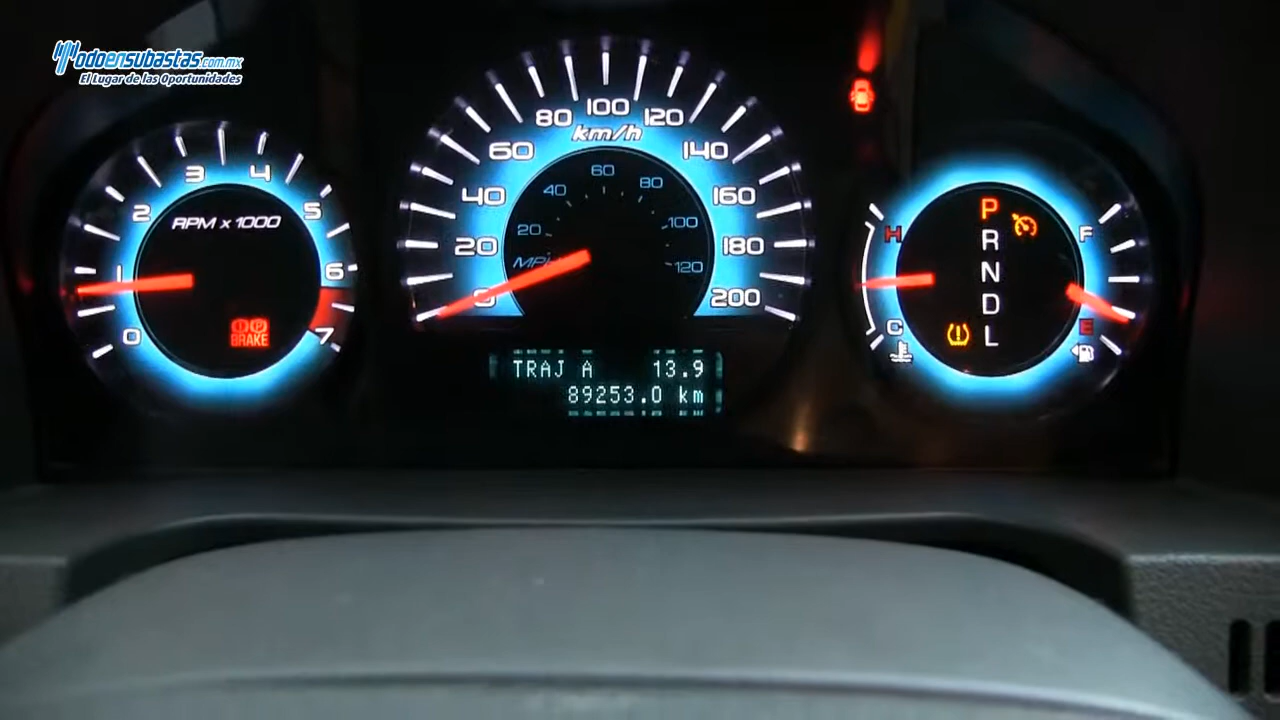 Todoensubastas.com.mx
El Lugar de las Oportunidades
0 1 2 3 4 5 6 7
RPM x 1000
BRAKE
0 20 40 60 80 100 120 140 160 180 200
km/h
20 40 60 80 100 120
MPH
TRAJ A 13.9
89253.0 km
H
C
P
R
N
D
L
F
E